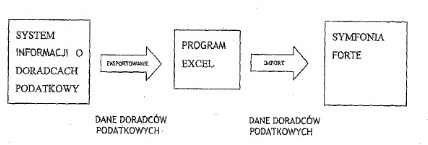 SYSTEM
INFORMACJI O
DORADCACH
PODATKOWY
EKSPORTOWANIE
PROGRAM
EXCEL
IMPORT
SYMFONIA
FORTE
DANE DORADCÓW
PODATKOWYCH
DANE DORADCÓW
PODATKOWYCH